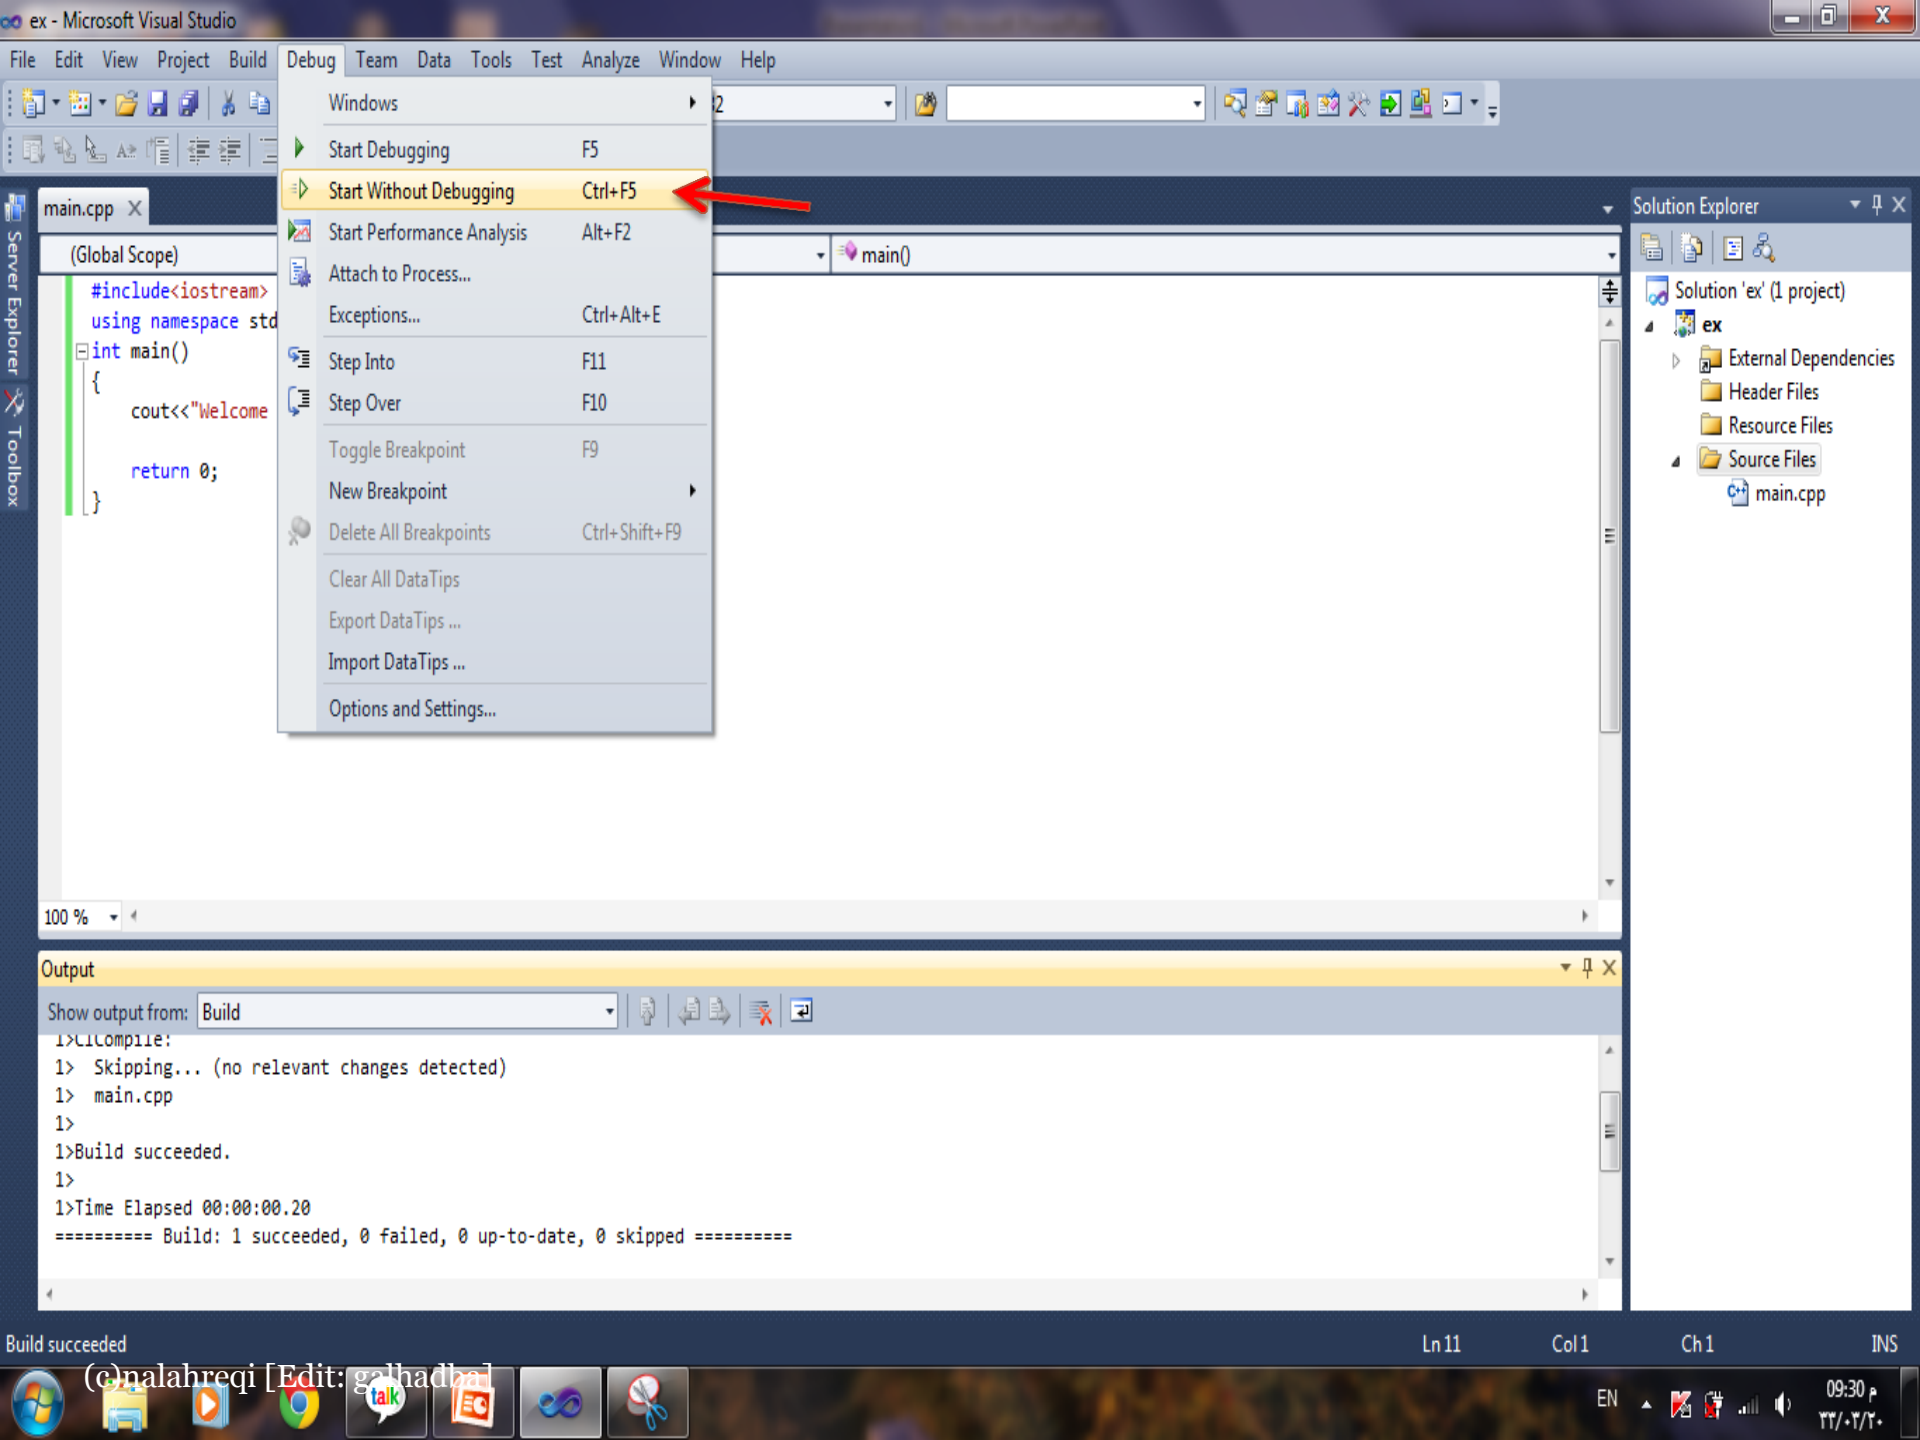 ex - Microsoft Visual Studio
File Edit View Project Build Debug Team Data Tools Test Analyze Window Help
Windows
Start Debugging F5
Start Without Debugging Ctrl+F5
Start Performance Analysis Alt+F2
Attach to Process...
Exceptions... Ctrl+Alt+E
Step Into F11
Step Over F10
Toggle Breakpoint F9
New Breakpoint
Delete All Breakpoints Ctrl+Shift+F9
Clear All DataTips
Export DataTips ...
Import DataTips ...
Options and Settings...
Server Explorer
Toolbox
main.cpp
(Global Scope)
main()
#include<iostream>
using namespace std
int main()
{
cout<<"Welcome
return 0;
}
100 %
Solution Explorer
Solution 'ex' (1 project)
ex
External Dependencies
Header Files
Resource Files
Source Files
main.cpp
Output
Show output from: Build
1>ClCompile:
1>  Skipping... (no relevant changes detected)
1>  main.cpp
1>
1>Build succeeded.
1>
1>Time Elapsed 00:00:00.20
========== Build: 1 succeeded, 0 failed, 0 up-to-date, 0 skipped ==========
Build succeeded Ln 11 Col 1 Ch 1 INS
(c)nalahreqi [Edit: galhadba]
talk
EN
09:30 م
٣٣/٠٣/٢٠